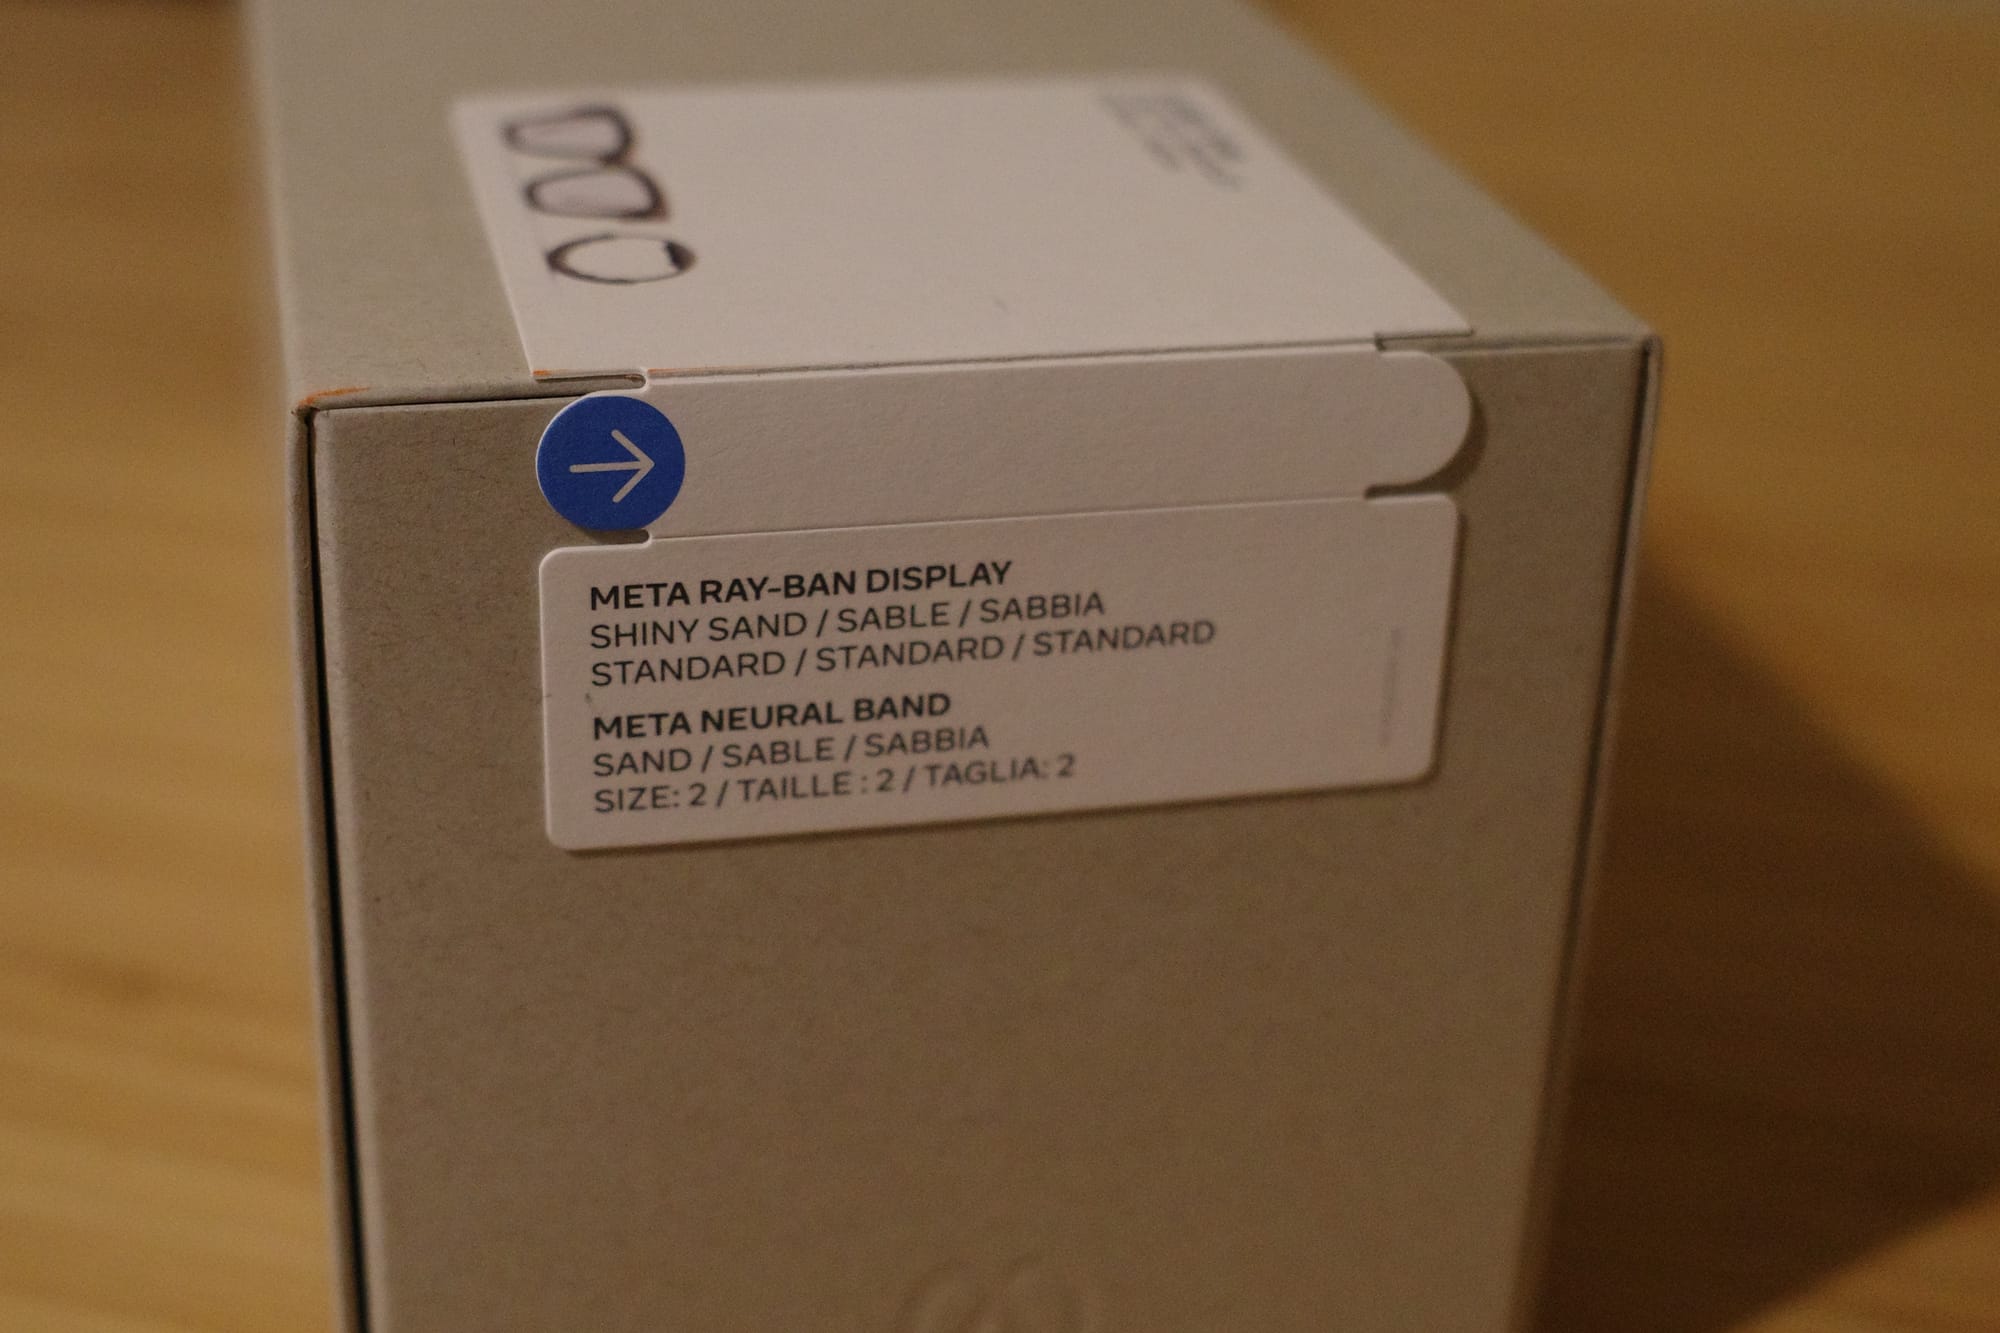 META RAY-BAN DISPLAY
SHINY SAND / SABLE / SABBIA
STANDARD / STANDARD / STANDARD
META NEURAL BAND
SAND / SABLE / SABBIA
SIZE: 2 / TAILLE : 2 / TAGLIA: 2